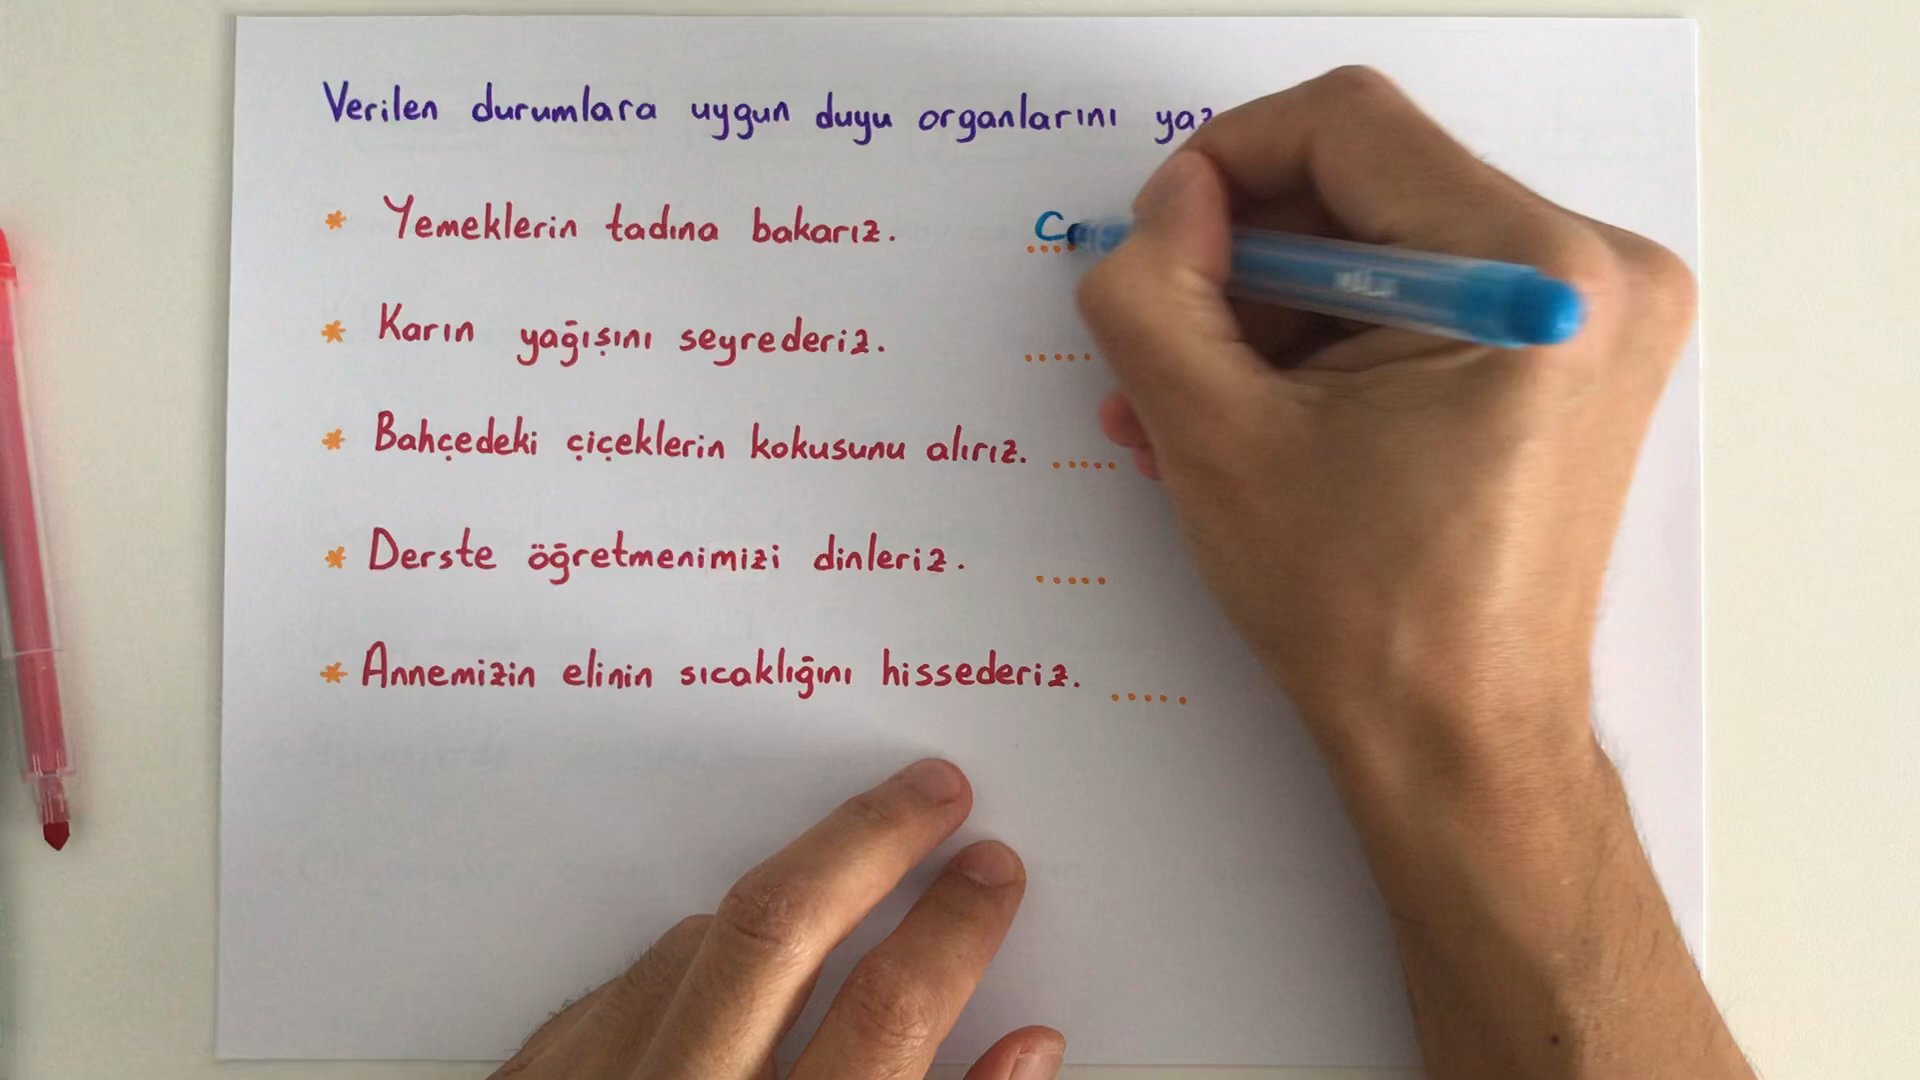 Verilen durumlara uygun duyu organlarını yaz
* Yemeklerin tadına bakarız. .....
* Karın yağışını seyrederiz. .....
* Bahçedeki çiçeklerin kokusunu alırız. .....
* Derste öğretmenimizi dinleriz. .....
* Annemizin elinin sıcaklığını hissederiz. .....